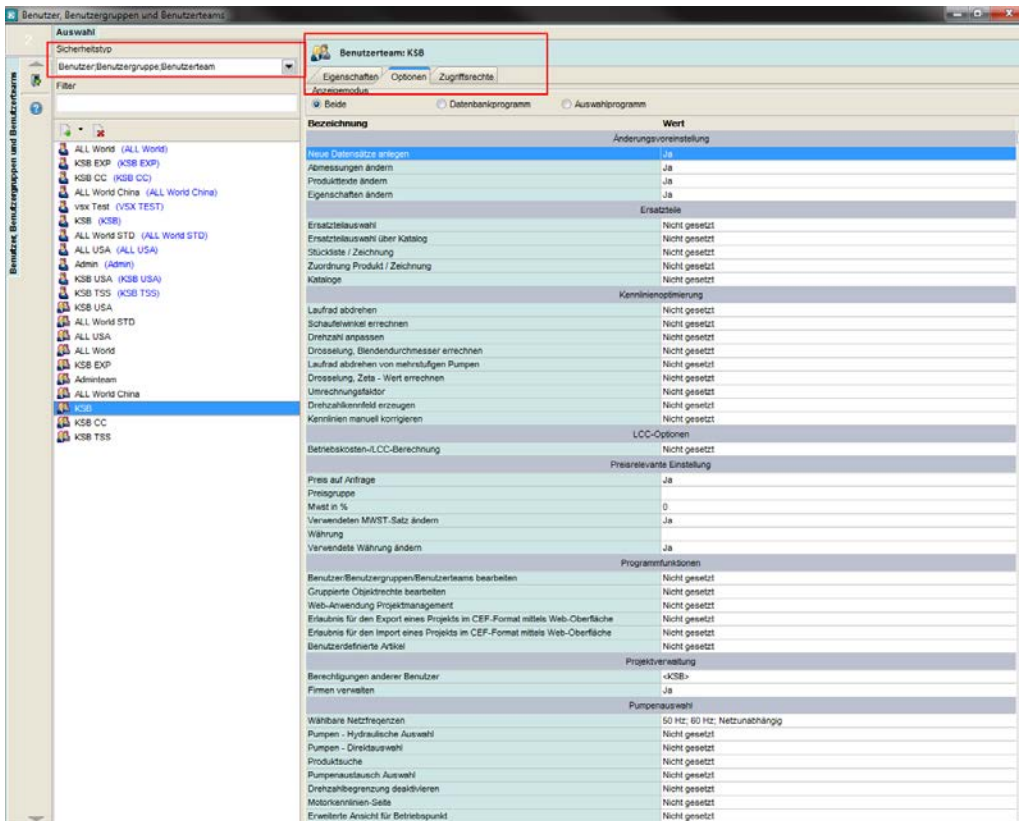 Benutzer, Benutzergruppen und Benutzerteams
Benutzer, Benutzergruppen und Benutzerteams
Auswahl
Sicherheitstyp
Benutzer;Benutzergruppe;Benutzerteam
Filter
ALL World (ALL World)
KSB EXP (KSB EXP)
KSB CC (KSB CC)
ALL World China (ALL World China)
vsx Test (VSX TEST)
KSB (KSB)
ALL World STD (ALL World STD)
ALL USA (ALL USA)
Admin (Admin)
KSB USA (KSB USA)
KSB TSS (KSB TSS)
KSB USA
ALL World STD
ALL USA
ALL World
KSB EXP
Adminteam
ALL World China
KSB
KSB CC
KSB TSS
Benutzerteam: KSB
Eigenschaften Optionen Zugriffsrechte
Anzeigemodus
Beide Datenbankprogramm Auswahlprogramm
Bezeichnung Wert
Änderungsvoreinstellung
Neue Datensätze anlegen Ja
Abmessungen ändern Ja
Produkttexte ändern Ja
Eigenschaften ändern Ja
Ersatzteile
Ersatzteilauswahl Nicht gesetzt
Ersatzteilauswahl über Katalog Nicht gesetzt
Stückliste / Zeichnung Nicht gesetzt
Zuordnung Produkt / Zeichnung Nicht gesetzt
Kataloge Nicht gesetzt
Kennlinienoptimierung
Laufrad abdrehen Nicht gesetzt
Schaufelwinkel errechnen Nicht gesetzt
Drehzahl anpassen Nicht gesetzt
Drosselung, Blendendurchmesser errechnen Nicht gesetzt
Laufrad abdrehen von mehrstufigen Pumpen Nicht gesetzt
Drosselung, Zeta - Wert errechnen Nicht gesetzt
Umrechnungsfaktor Nicht gesetzt
Drehzahlkennfeld erzeugen Nicht gesetzt
Kennlinien manuell korrigieren Nicht gesetzt
LCC-Optionen
Betriebskosten-/LCC-Berechnung Nicht gesetzt
Preisrelevante Einstellung
Preis auf Anfrage Ja
Preisgruppe
Mwst in % 0
Verwendeten MWST-Satz ändern Ja
Währung
Verwendete Währung ändern Ja
Programmfunktionen
Benutzer/Benutzergruppen/Benutzerteams bearbeiten Nicht gesetzt
Gruppierte Objektrechte bearbeiten Nicht gesetzt
Web-Anwendung Projektmanagement Nicht gesetzt
Erlaubnis für den Export eines Projekts im CEF-Format mittels Web-Oberfläche Nicht gesetzt
Erlaubnis für den Import eines Projekts im CEF-Format mittels Web-Oberfläche Nicht gesetzt
Benutzerdefinierte Artikel Nicht gesetzt
Projektverwaltung
Berechtigungen anderer Benutzer <KSB>
Firmen verwalten Ja
Pumpenauswahl
Wählbare Netzfreqenzen 50 Hz; 60 Hz; Netzunabhängig
Pumpen - Hydraulische Auswahl Nicht gesetzt
Pumpen - Direktauswahl Nicht gesetzt
Produktsuche Nicht gesetzt
Pumpenaustausch Auswahl Nicht gesetzt
Drehzahlbegrenzung deaktivieren Nicht gesetzt
Motorkennlinien-Seite Nicht gesetzt
Erweiterte Ansicht für Betriebspunkt Nicht gesetzt